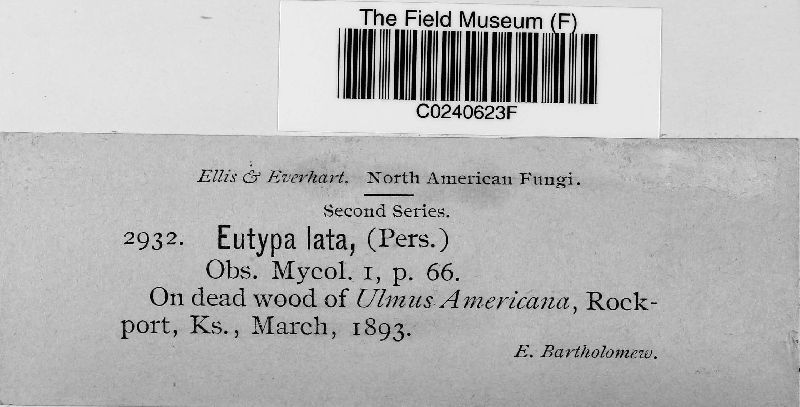 The Field Museum (F)
C0240623F
Ellis & Everhart. North American Fungi.
Second Series.
2932. Eutypa lata, (Pers.)
Obs. Mycol. 1, p. 66.
On dead wood of Ulmus Americana, Rock-
port, Ks., March, 1893.
E. Bartholomew.